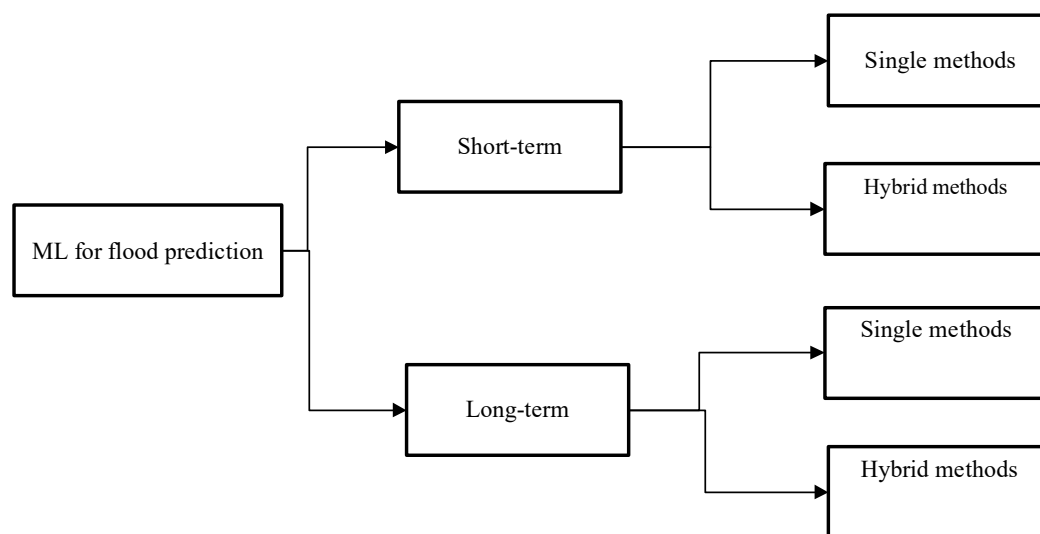 Single methods
Short-term
Hybrid methods
ML for flood prediction
Single methods
Long-term
Hybrid methods